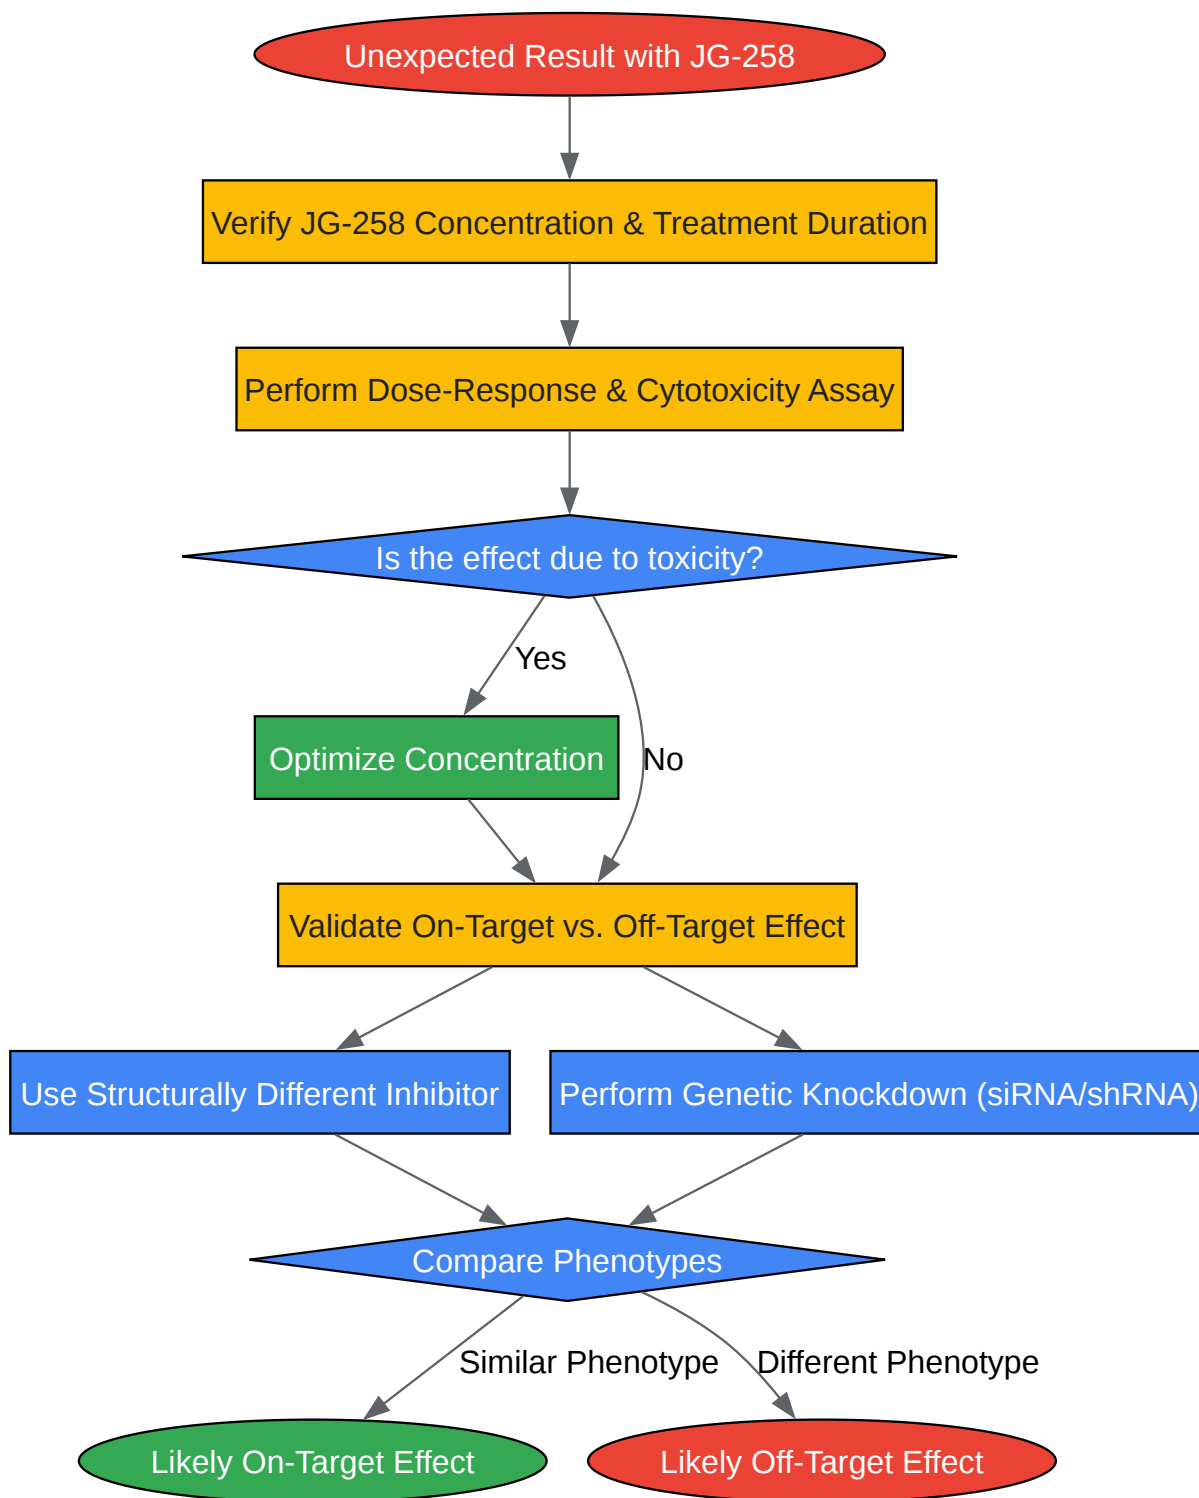 Unexpected Result with JG-258
Verify JG-258 Concentration & Treatment Duration
Perform Dose-Response & Cytotoxicity Assay
Is the effect due to toxicity?
Yes
Optimize Concentration
No
Validate On-Target vs. Off-Target Effect
Use Structurally Different Inhibitor
Perform Genetic Knockdown (siRNA/shRNA)
Compare Phenotypes
Similar Phenotype
Different Phenotype
Likely On-Target Effect
Likely Off-Target Effect